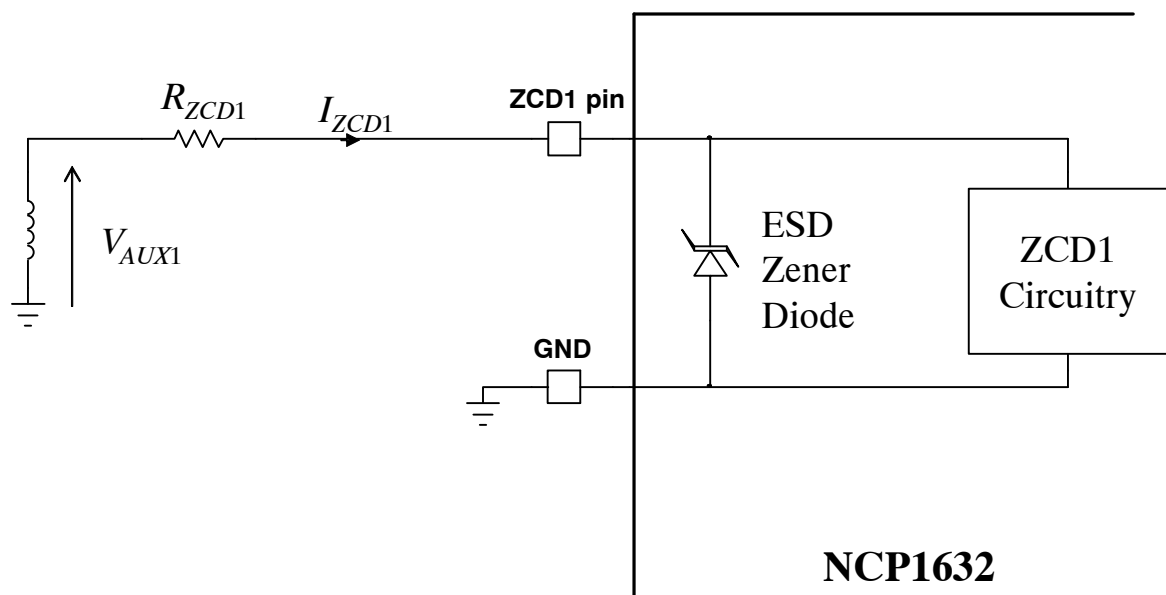 R_ZCD1
I_ZCD1
ZCD1 pin
V_AUX1
ESD
Zener
Diode
ZCD1
Circuitry
GND
NCP1632